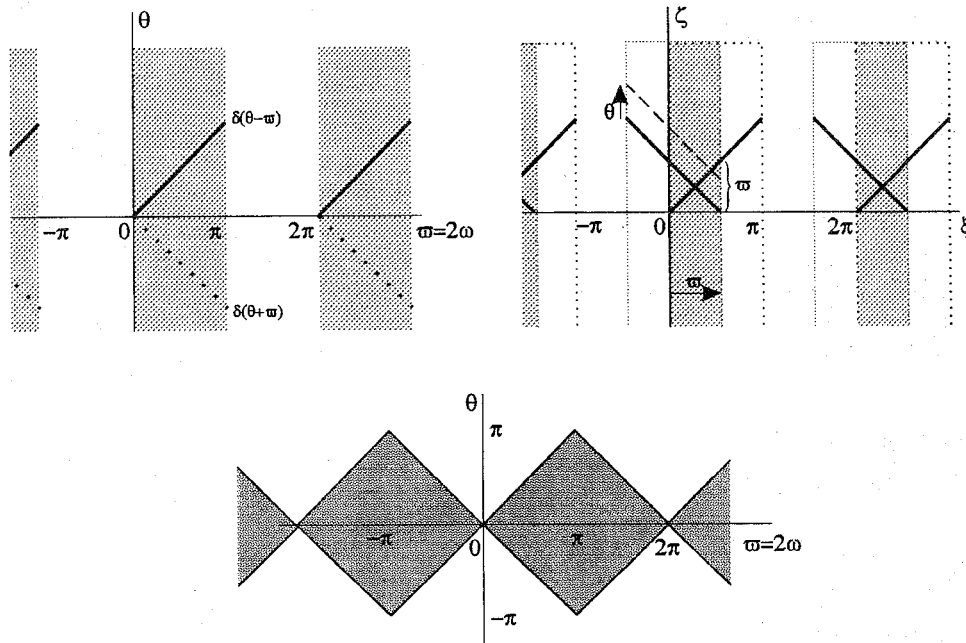 θ
δ(θ−ϖ)
−π 0 π 2π ϖ=2ω
δ(θ+ϖ)
ζ
θ
ϖ
−π 0 π 2π ξ
ϖ
θ
π
−π 0 π 2π ϖ=2ω
−π